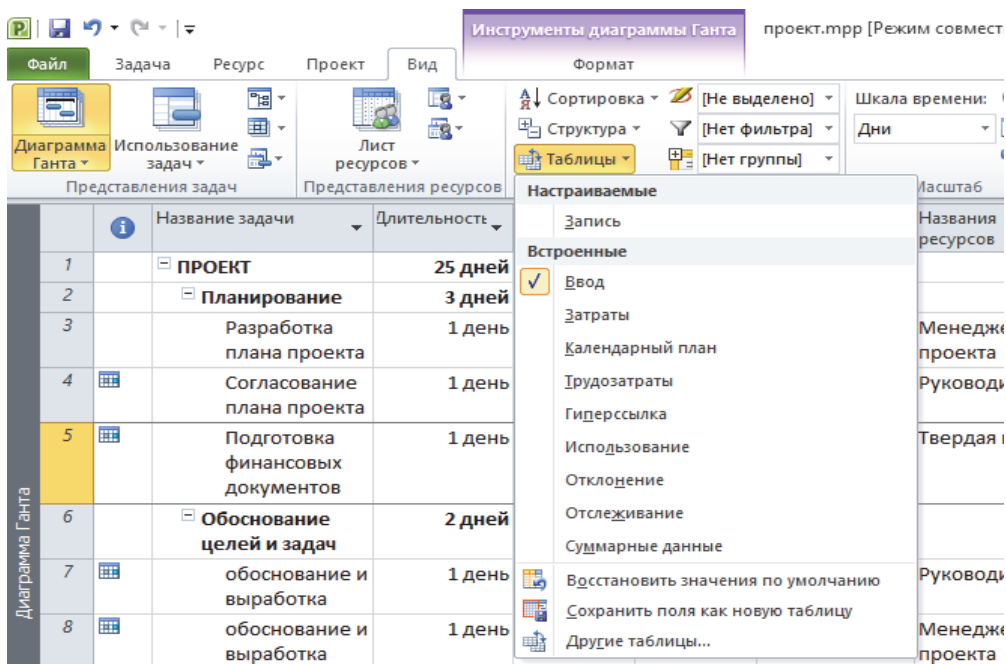 Инструменты диаграммы Ганта
проект.mpp [Режим совмест
Файл
Задача
Ресурс
Проект
Вид
Формат
Диаграмма
Ганта
Использование
задач
Представления задач
Лист
ресурсов
Представления ресурсов
Сортировка
Структура
Таблицы
[Не выделено]
[Нет фильтра]
[Нет группы]
Шкала времени:
Дни
Масштаб
Настраиваемые
Запись
Встроенные
Ввод
Затраты
Календарный план
Трудозатраты
Гиперссылка
Использование
Отклонение
Отслеживание
Суммарные данные
Восстановить значения по умолчанию
Сохранить поля как новую таблицу
Другие таблицы...
Диаграмма Ганта
Название задачи
Длительность
Названия
ресурсов
1 ПРОЕКТ 25 дней
2 Планирование 3 дней
3 Разработка 1 день Менедже
плана проекта проекта
4 Согласование 1 день Руководи
плана проекта
5 Подготовка 1 день Твердая
финансовых
документов
6 Обоснование 2 дней
целей и задач
7 обоснование и 1 день Руководи
выработка
8 обоснование и 1 день Менедже
выработка проекта